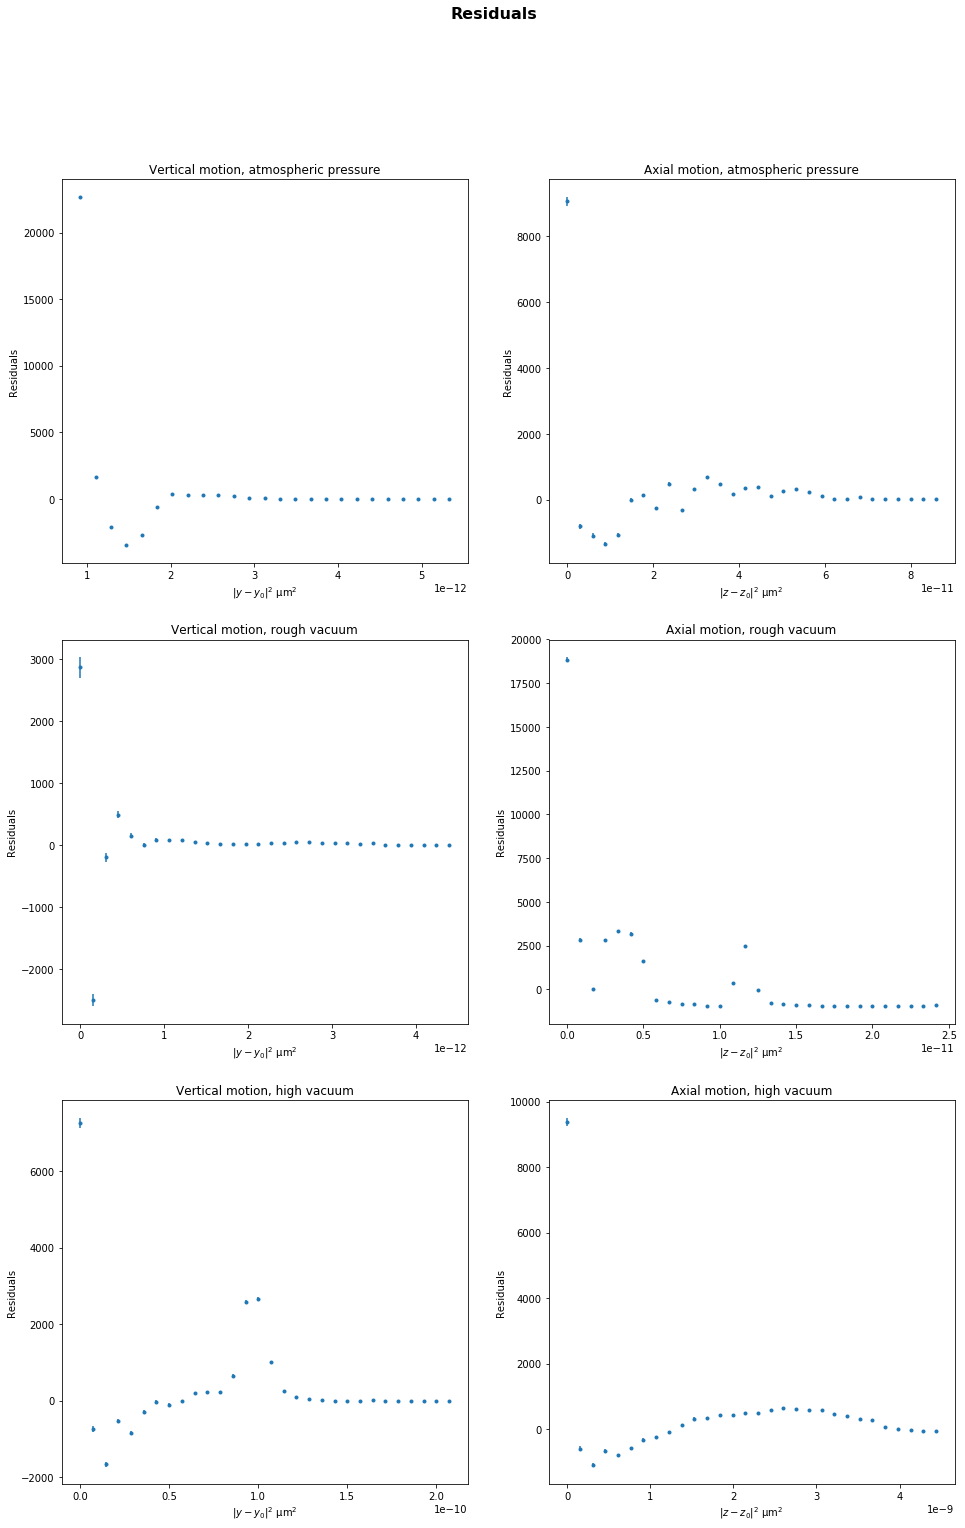 Residuals
Vertical motion, atmospheric pressure
Axial motion, atmospheric pressure
Residuals
20000
15000
10000
5000
0
1 2 3 4 5
1e−12
|y − y₀|² µm²
Residuals
8000
6000
4000
2000
0
0 2 4 6 8
1e−11
|z − z₀|² µm²
Vertical motion, rough vacuum
Axial motion, rough vacuum
Residuals
3000
2000
1000
0
−1000
−2000
0 1 2 3 4
1e−12
|y − y₀|² µm²
Residuals
20000
17500
15000
12500
10000
7500
5000
2500
0
0.0 0.5 1.0 1.5 2.0 2.5
1e−11
|z − z₀|² µm²
Vertical motion, high vacuum
Axial motion, high vacuum
Residuals
6000
4000
2000
0
−2000
0.0 0.5 1.0 1.5 2.0
1e−10
|y − y₀|² µm²
Residuals
10000
8000
6000
4000
2000
0
0 1 2 3 4
1e−9
|z − z₀|² µm²